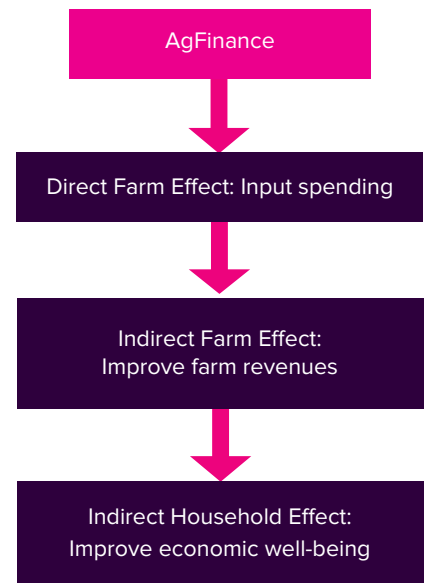 AgFinance
Direct Farm Effect: Input spending
Indirect Farm Effect:
Improve farm revenues
Indirect Household Effect:
Improve economic well-being